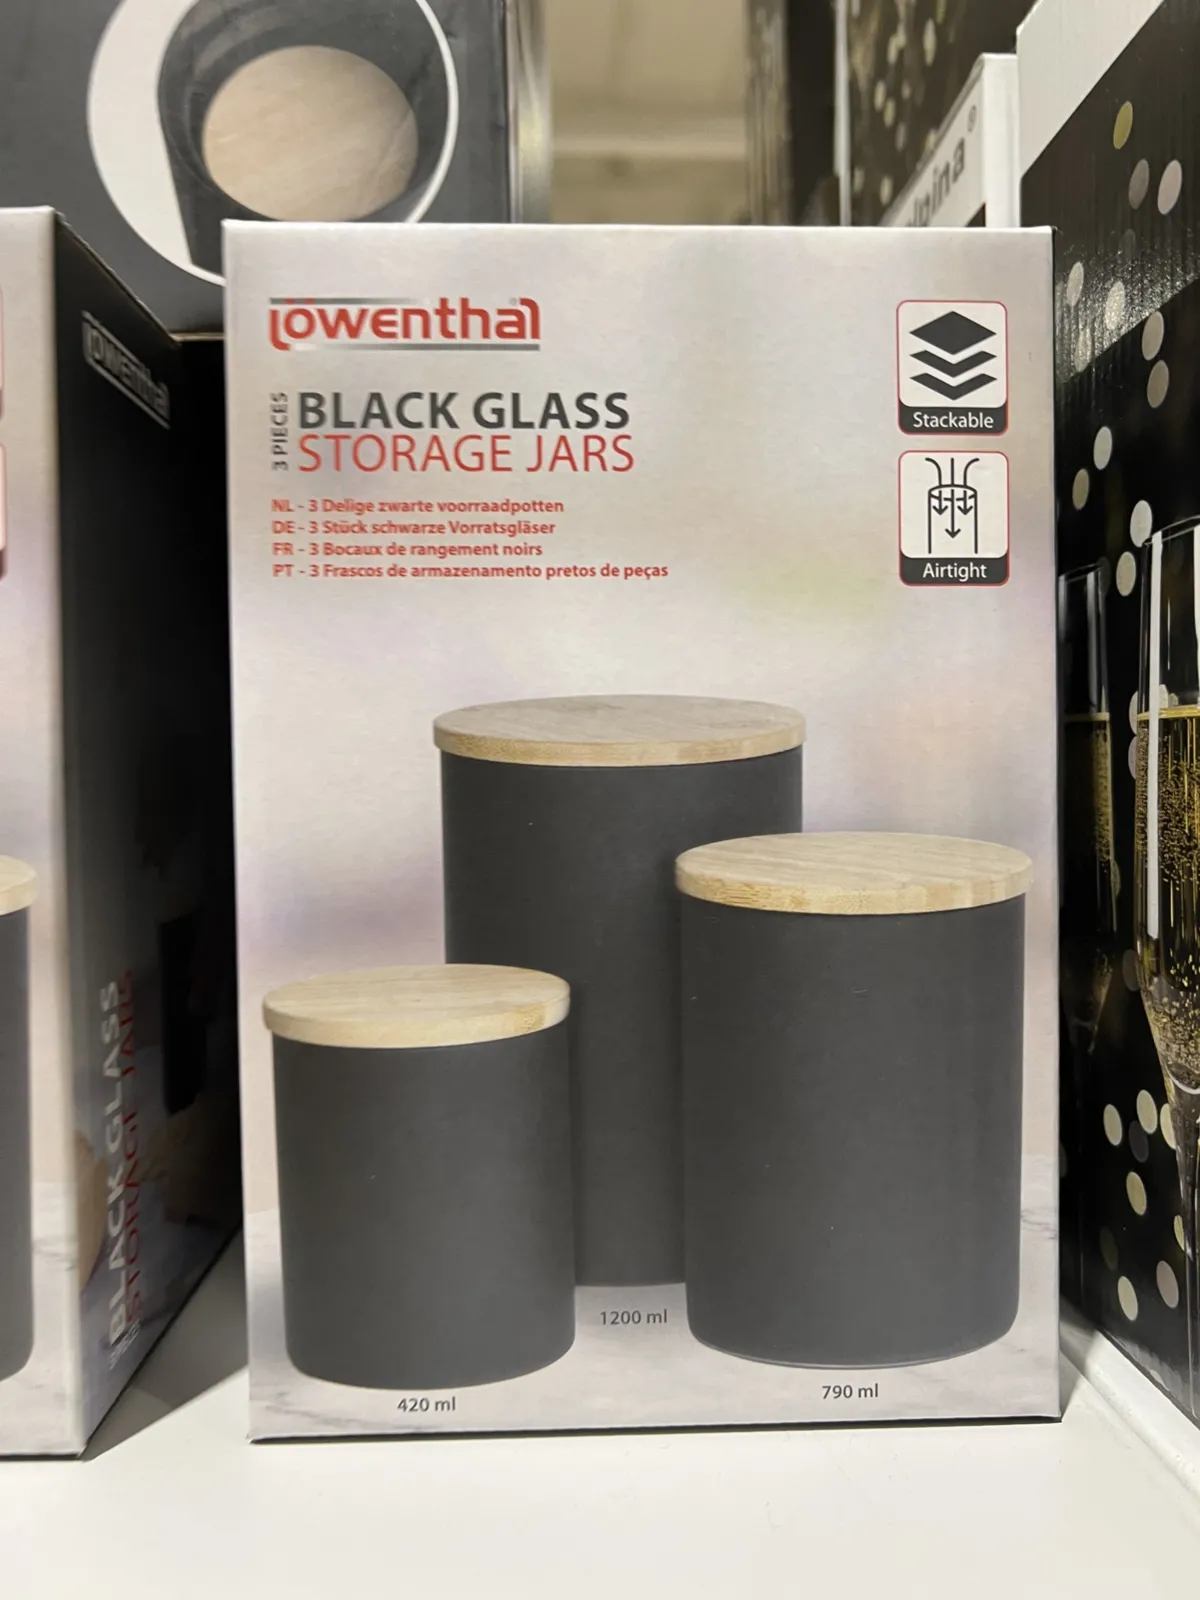 löwenthal
3 PIECES
BLACK GLASS
STORAGE JARS
NL - 3 Delige zwarte voorraadpotten
DE - 3 Stück schwarze Vorratsgläser
FR - 3 Bocaux de rangement noirs
PT - 3 Frascos de armazenamento pretos de peças
Stackable
Airtight
1200 ml
420 ml
790 ml
löwenthal
BLACK GLASS
STORAGE JARS